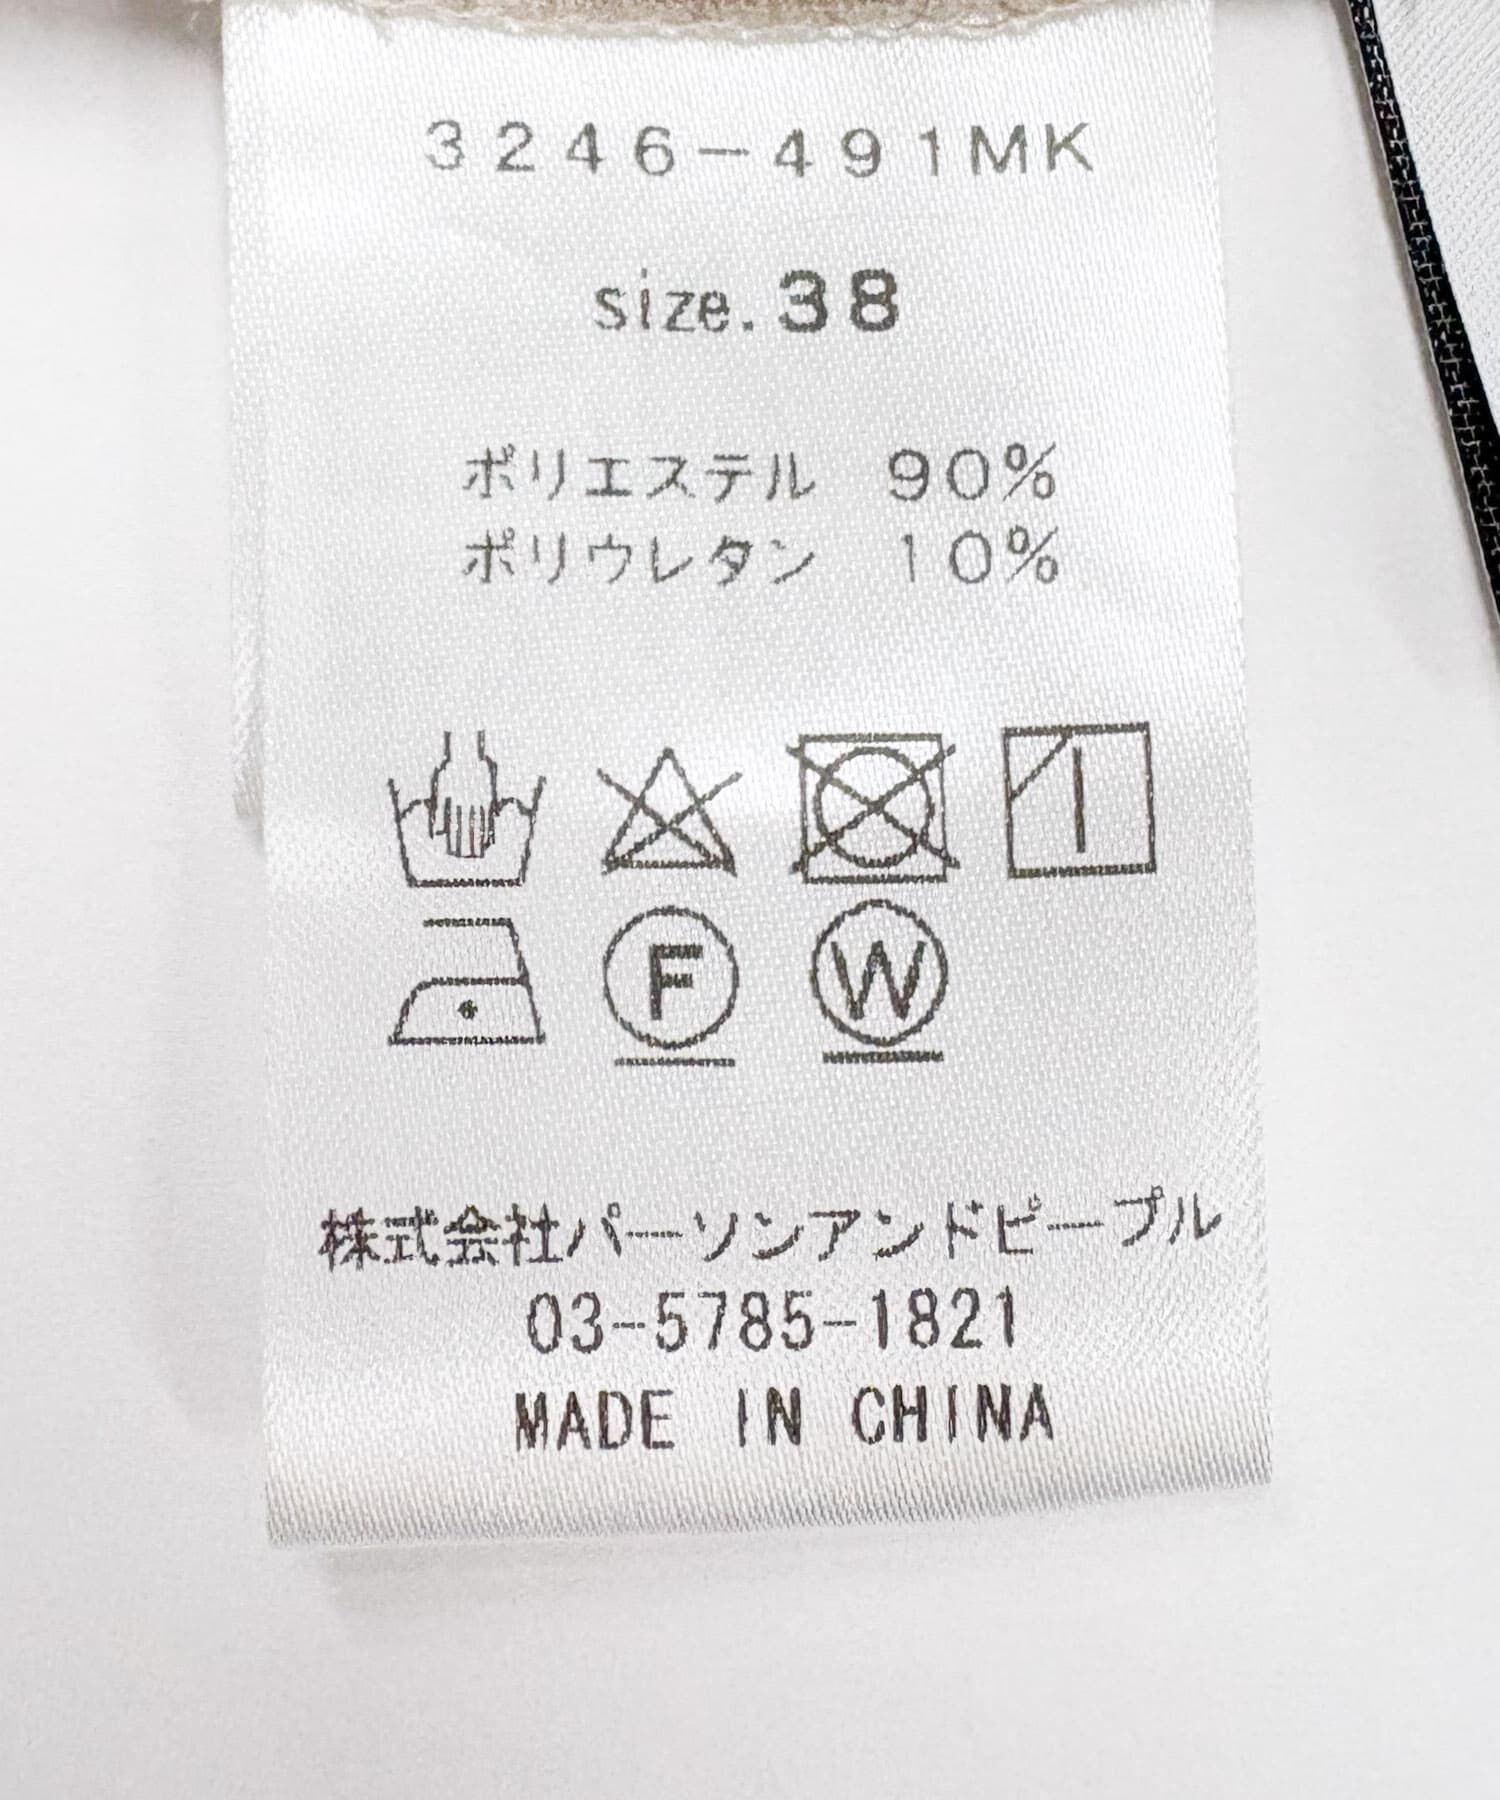 3246-491MK
size.38
ポリエステル 90%
ポリウレタン 10%
F W
株式会社パーソンアンドピープル
03-5785-1821
MADE IN CHINA